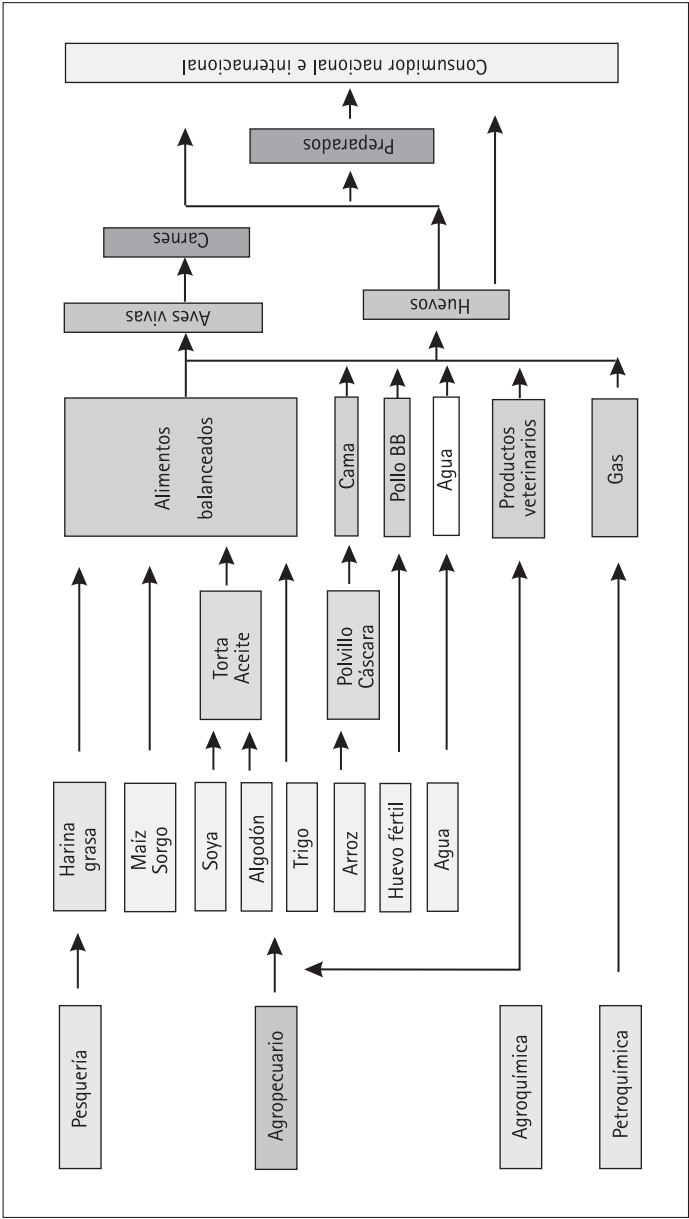 Consumidor nacional e internacional
Preparados
Carnes
Aves vivas
Huevos
Alimentos
balanceados
Cama
Pollo BB
Agua
Productos
veterinarios
Gas
Torta
Aceite
Polvillo
Cáscara
Harina
grasa
Maíz
Sorgo
Soya
Algodón
Trigo
Arroz
Huevo fértil
Agua
Pesquería
Agropecuario
Agroquímica
Petroquímica